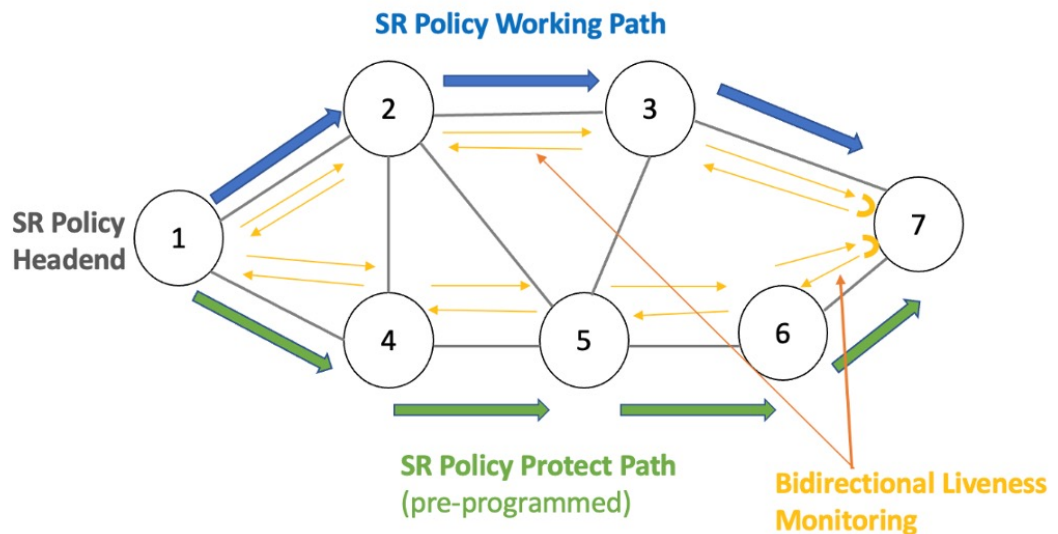 SR Policy Working Path
2
3
SR Policy
Headend
1
7
4
5
6
SR Policy Protect Path
(pre-programmed)
Bidirectional Liveness
Monitoring